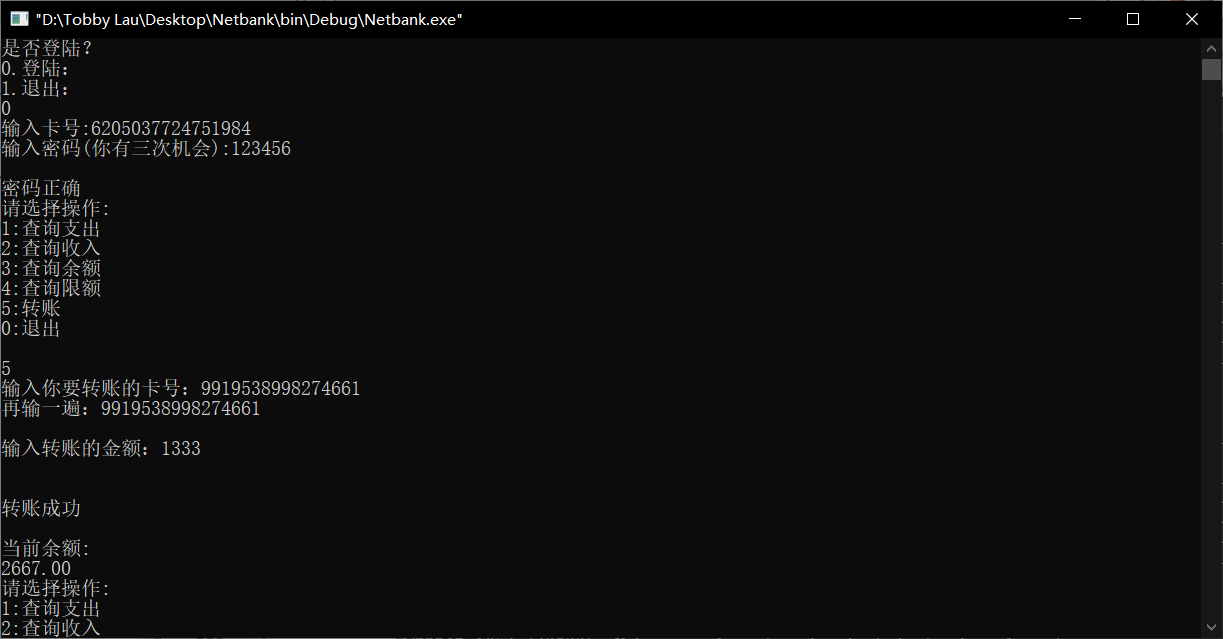 "D:\Tobby Lau\Desktop\Netbank\bin\Debug\Netbank.exe"
是否登陆？
0.登陆：
1.退出：
0
输入卡号:6205037724751984
输入密码(你有三次机会):123456
密码正确
请选择操作:
1:查询支出
2:查询收入
3:查询余额
4:查询限额
5:转账
0:退出
5
输入你要转账的卡号：9919538998274661
再输一遍：9919538998274661
输入转账的金额：1333
转账成功
当前余额:
2667.00
请选择操作:
1:查询支出
2:查询收入